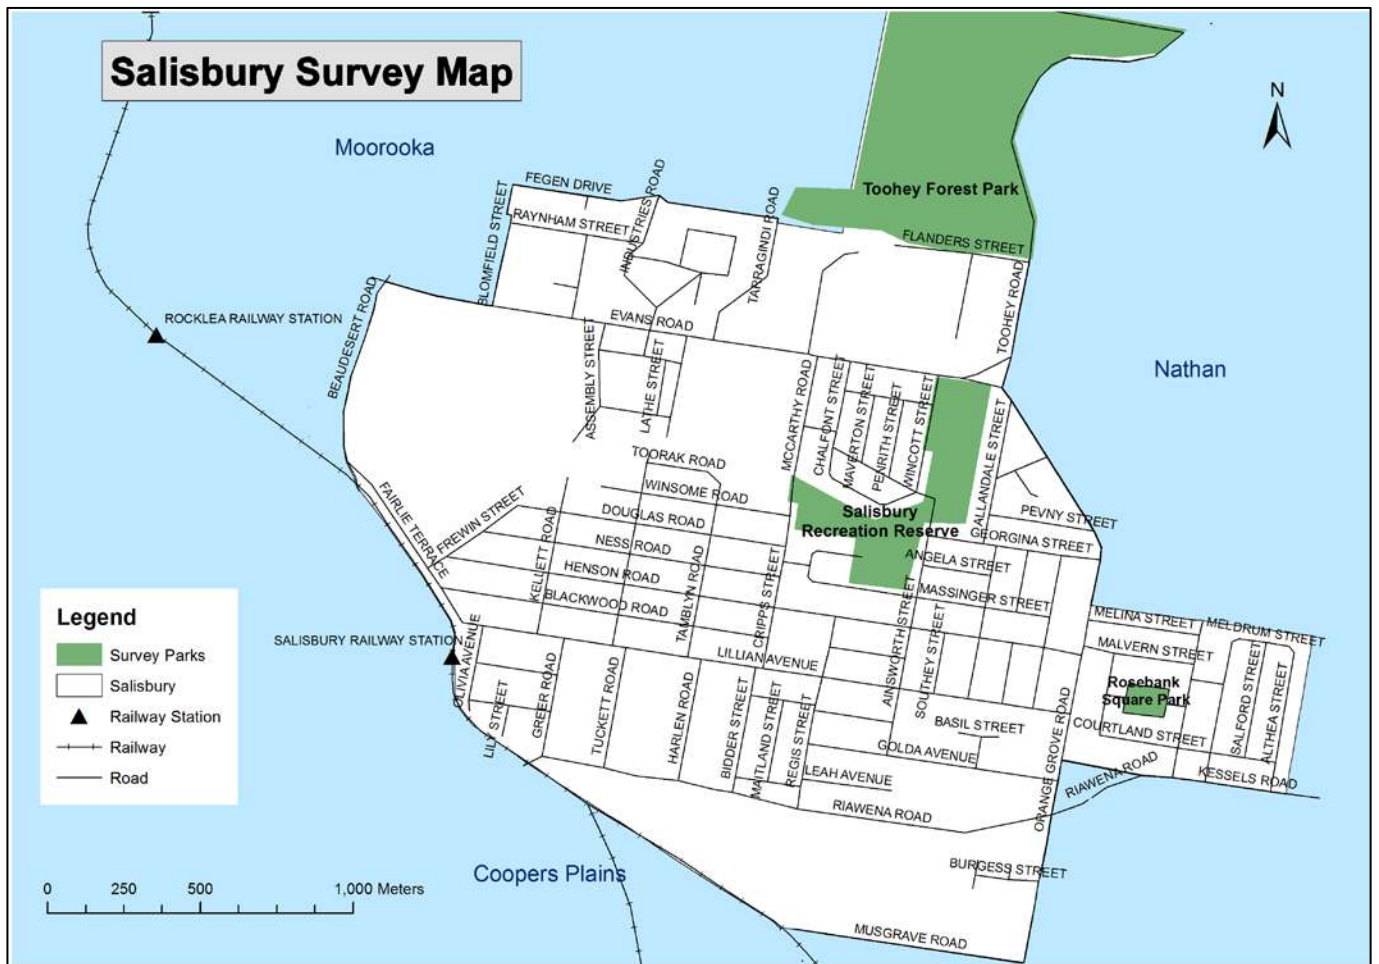 Salisbury Survey Map
N
Moorooka
Toohey Forest Park
FEGEN DRIVE
RAYNHAM STREET
BLOMFIELD STREET
INDUSTRIES ROAD
TARRAGINDI ROAD
FLANDERS STREET
TOOHEY ROAD
BEAUDESERT ROAD
ROCKLEA RAILWAY STATION
EVANS ROAD
ASSEMBLY STREET
LATHE STREET
MCCARTHY ROAD
CHALFONT STREET
MAVERTON STREET
PENRITH STREET
WINCOTT STREET
ALLANDALE STREET
Nathan
TOORAK ROAD
WINSOME ROAD
DOUGLAS ROAD
NESS ROAD
HENSON ROAD
BLACKWOOD ROAD
FAIRLIE TERRACE
FREWIN STREET
KELLETT ROAD
TAMBLYN ROAD
CRIPPS STREET
Salisbury
Recreation Reserve
PEVNY STREET
GEORGINA STREET
ANGELA STREET
MASSINGER STREET
AINSWORTH STREET
SOUTHEY STREET
MELINA STREET
MELDRUM STREET
MALVERN STREET
Rosebank
Square Park
COURTLAND STREET
SALFORD STREET
ALTHEA STREET
KESSELS ROAD
SALISBURY RAILWAY STATION
OLIVIA AVENUE
LILY STREET
GREER ROAD
TUCKETT ROAD
HARLEN ROAD
LILLIAN AVENUE
BIDDER STREET
MAITLAND STREET
REGIS STREET
BASIL STREET
GOLDA AVENUE
LEAH AVENUE
RIAWENA ROAD
ORANGE GROVE ROAD
RIAWENA ROAD
BURGESS STREET
MUSGRAVE ROAD
Coopers Plains
Legend
Survey Parks
Salisbury
Railway Station
Railway
Road
0 250 500 1,000 Meters